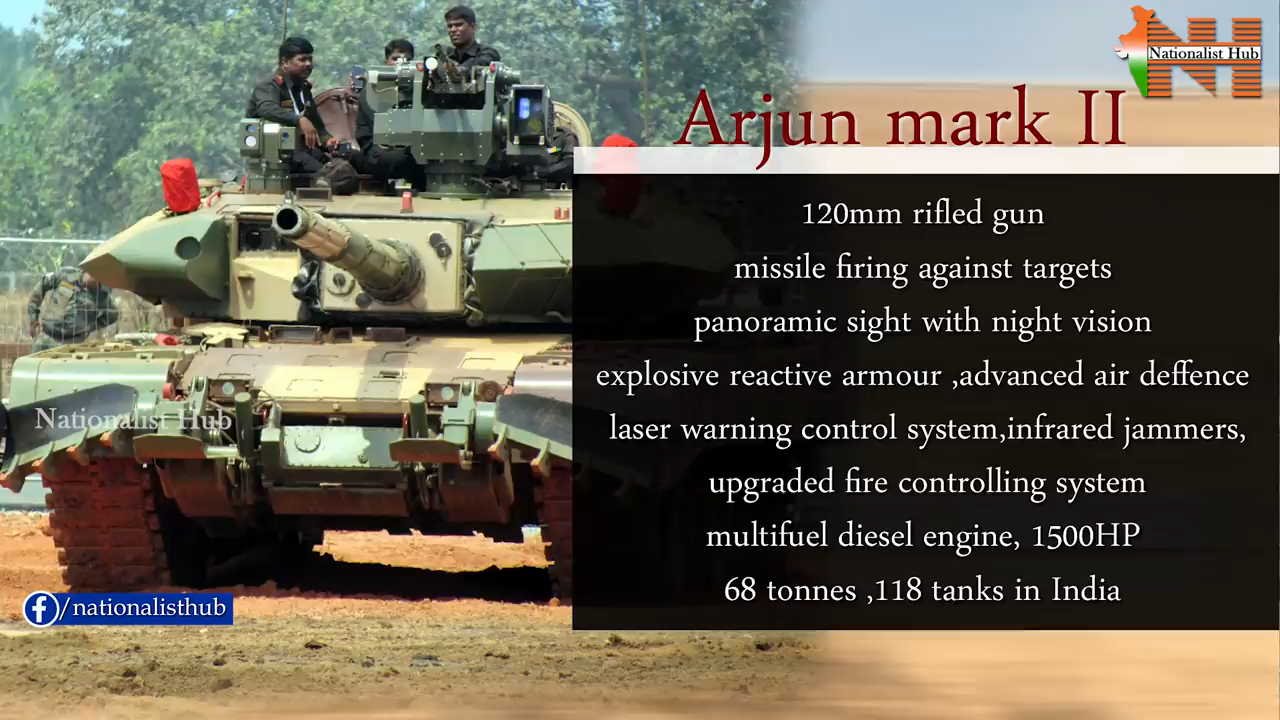 Nationalist Hub
Arjun mark II
120mm rifled gun
missile firing against targets
panoramic sight with night vision
explosive reactive armour ,advanced air deffence
laser warning control system,infrared jammers,
upgraded fire controlling system
multifuel diesel engine, 1500HP
68 tonnes ,118 tanks in India
Nationalist Hub
f/nationalisthub